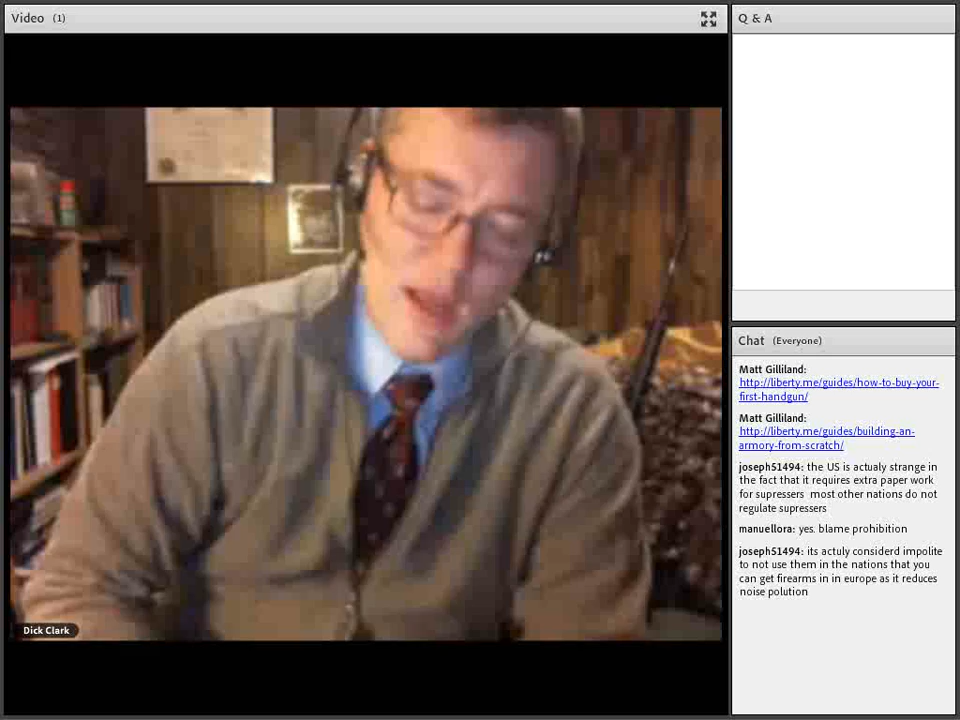 Video (1)
Dick Clark
Q & A
Chat (Everyone)
Matt Gilliland:
http://liberty.me/guides/how-to-buy-your-
first-handgun/
Matt Gilliland:
http://liberty.me/guides/building-an-
armory-from-scratch/
joseph51494: the US is actualy strange in
the fact that it requires extra paper work
for supressers most other nations do not
regulate supressers
manuellora: yes. blame prohibition
joseph51494: its actuly considerd impolite
to not use them in the nations that you
can get firearms in in europe as it reduces
noise polution